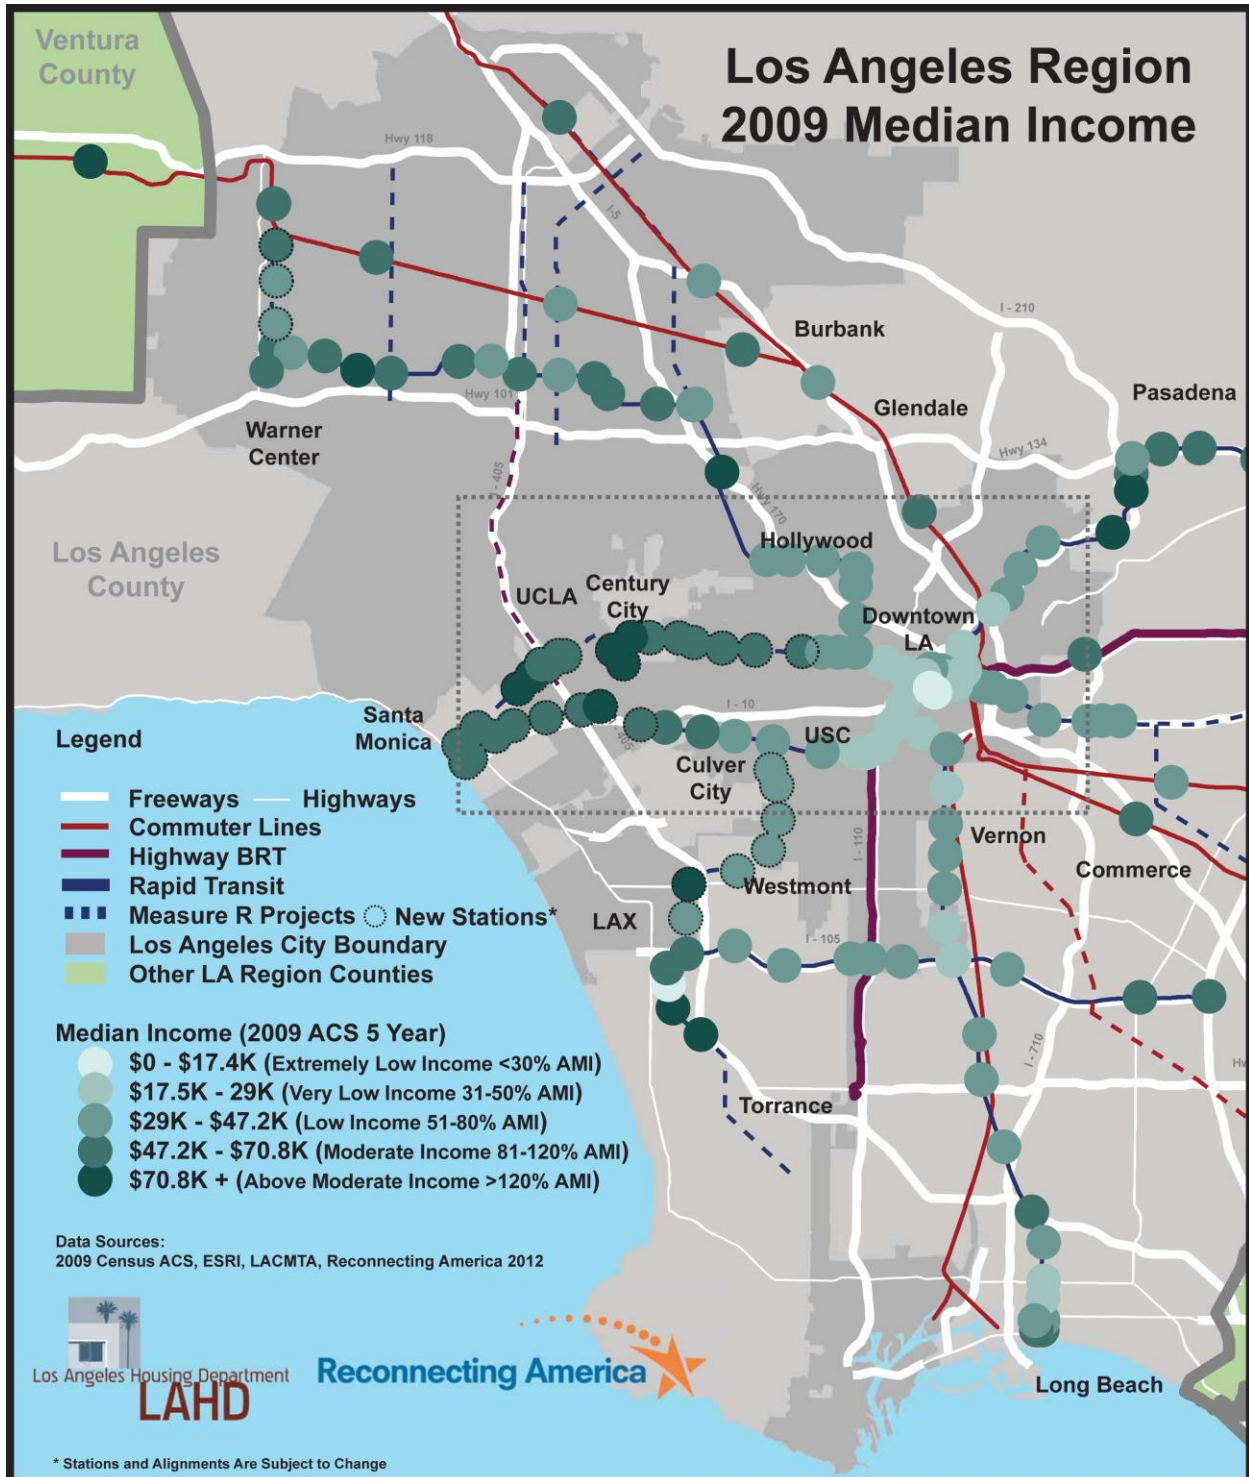 Los Angeles Region
2009 Median Income
Ventura
County
Hwy 118
I-5
I - 210
Burbank
Glendale
Pasadena
Hwy 101
Hwy 134
Warner
Center
I - 405
Hwy 170
Los Angeles
County
Hollywood
UCLA
Century
City
Downtown
LA
Santa
Monica
I - 10
- 405
USC
Culver
City
Vernon
I - 110
Commerce
Westmont
LAX
I - 105
I - 710
Hw
Torrance
Long Beach
Legend
Freeways Highways
Commuter Lines
Highway BRT
Rapid Transit
Measure R Projects New Stations*
Los Angeles City Boundary
Other LA Region Counties
Median Income (2009 ACS 5 Year)
$0 - $17.4K (Extremely Low Income <30% AMI)
$17.5K - 29K (Very Low Income 31-50% AMI)
$29K - $47.2K (Low Income 51-80% AMI)
$47.2K - $70.8K (Moderate Income 81-120% AMI)
$70.8K + (Above Moderate Income >120% AMI)
Data Sources:
2009 Census ACS, ESRI, LACMTA, Reconnecting America 2012
Los Angeles Housing Department
LAHD
Reconnecting America
* Stations and Alignments Are Subject to Change